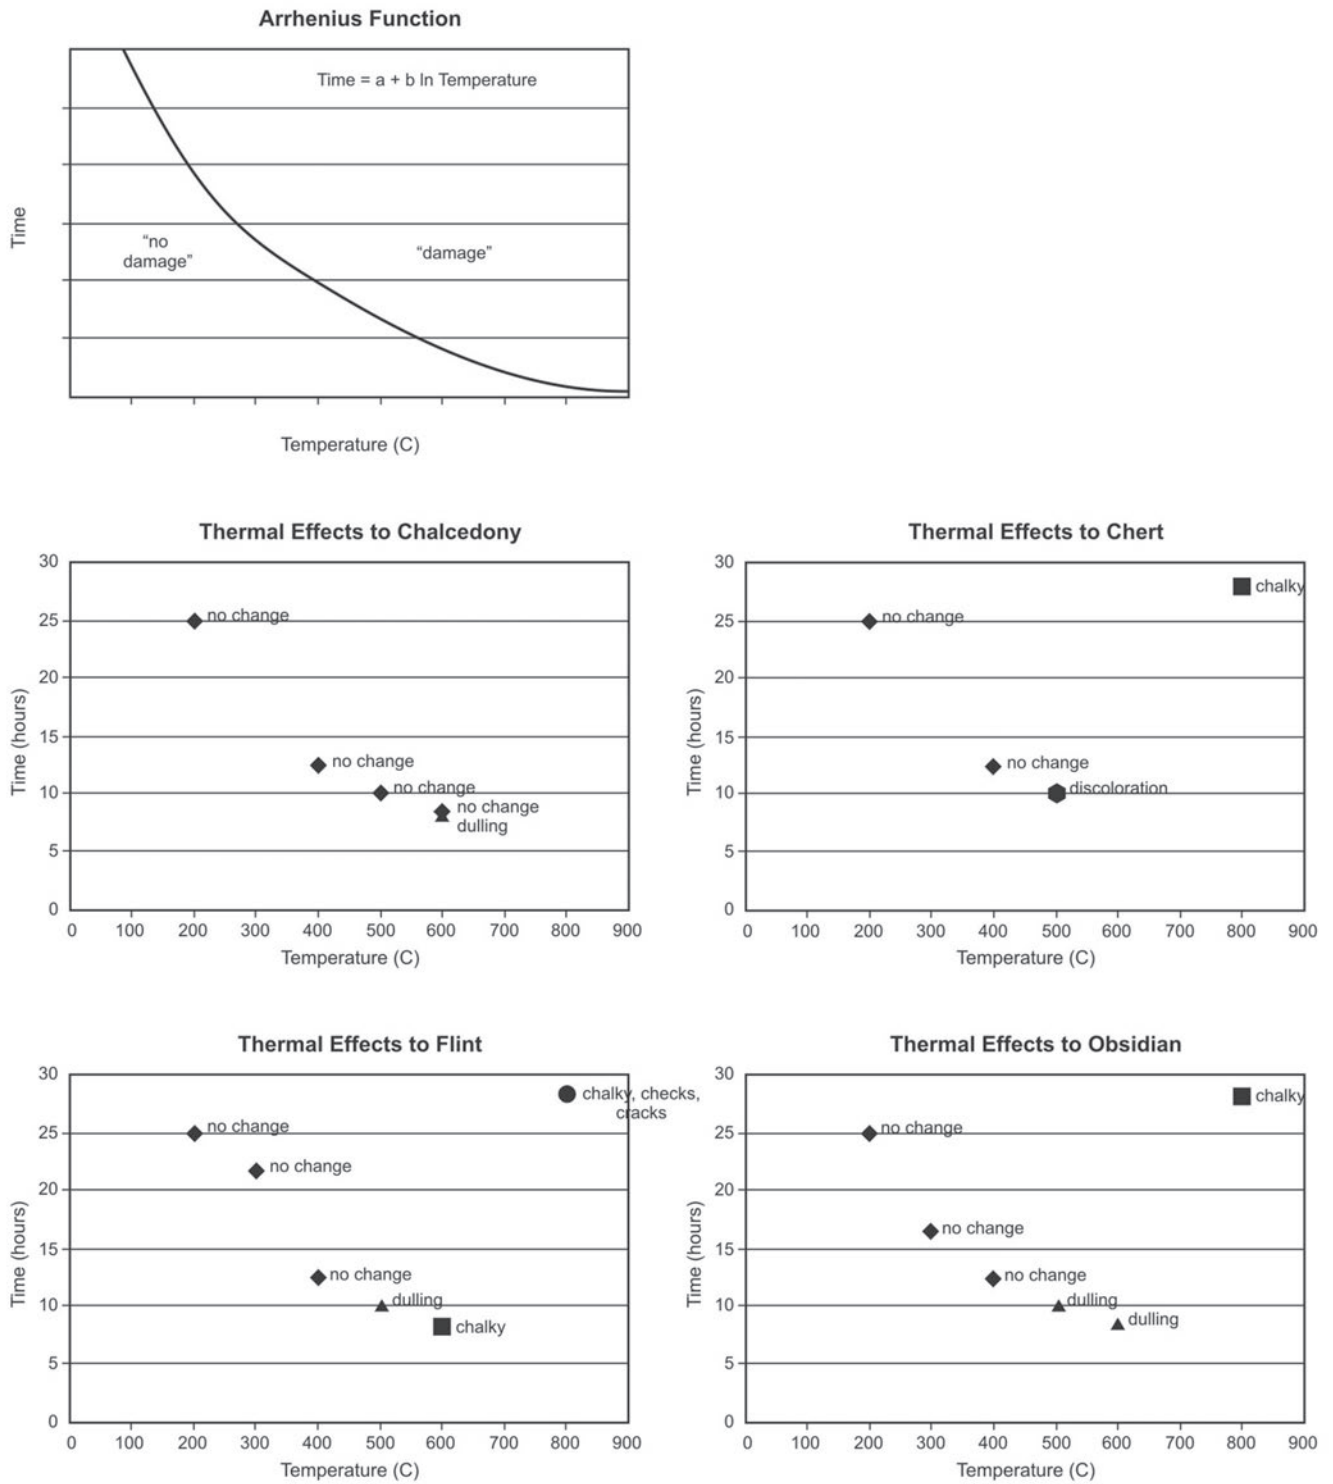 Arrhenius Function
Time = a + b ln Temperature
Time
“no
damage”
“damage”
Temperature (C)
Thermal Effects to Chalcedony
30
25
20
15
10
5
0
Time (hours)
no change
no change
no change
no change
dulling
0 100 200 300 400 500 600 700 800 900
Temperature (C)
Thermal Effects to Chert
30
25
20
15
10
5
0
Time (hours)
chalky
no change
no change
discoloration
0 100 200 300 400 500 600 700 800 900
Temperature (C)
Thermal Effects to Flint
30
25
20
15
10
5
0
Time (hours)
chalky, checks,
cracks
no change
no change
no change
dulling
chalky
0 100 200 300 400 500 600 700 800 900
Temperature (C)
Thermal Effects to Obsidian
30
25
20
15
10
5
0
Time (hours)
chalky
no change
no change
no change
dulling
dulling
0 100 200 300 400 500 600 700 800 900
Temperature (C)